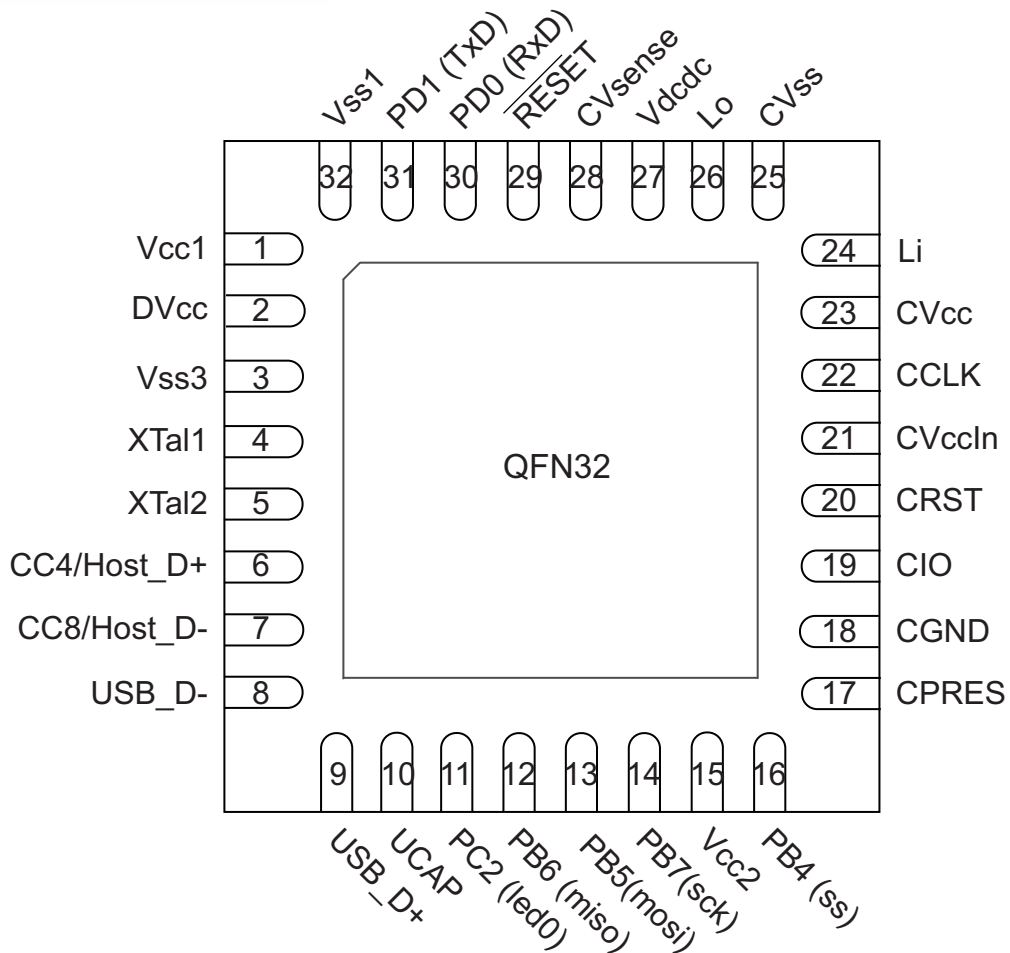 Vss1
PD1 (TxD)
PD0 (RxD)
RESET
CVsense
Vdcdc
Lo
CVss
32 31 30 29 28 27 26 25
Vcc1 1
DVcc 2
Vss3 3
XTal1 4
XTal2 5
CC4/Host_D+ 6
CC8/Host_D- 7
USB_D- 8
QFN32
24 Li
23 CVcc
22 CCLK
21 CVccIn
20 CRST
19 CIO
18 CGND
17 CPRES
9 10 11 12 13 14 15 16
USB_D+
UCAP
PC2 (led0)
PB6 (miso)
PB5(mosi)
PB7(sck)
Vcc2
PB4 (ss)